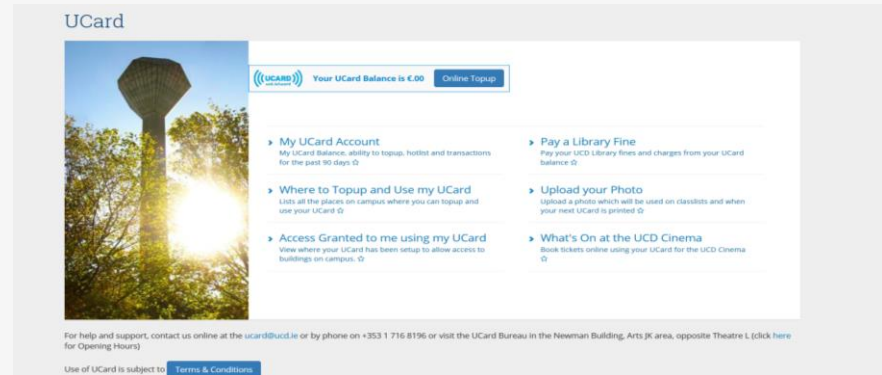 UCard
((UCARD)) Your UCard Balance is €.00 Online Topup
› My UCard Account
My UCard Balance, ability to topup, hotlist and transactions
for the past 90 days ☆
› Where to Topup and Use my UCard
Lists all the places on campus where you can topup and
use your UCard ☆
› Access Granted to me using my UCard
View where your UCard has been setup to allow access to
buildings on campus. ☆
› Pay a Library Fine
Pay your UCD Library fines and charges from your UCard
balance ☆
› Upload your Photo
Upload a photo which will be used on classlists and when
your next UCard is printed ☆
› What's On at the UCD Cinema
Book tickets online using your UCard for the UCD Cinema
☆
For help and support, contact us online at the ucard@ucd.ie or by phone on +353 1 716 8196 or visit the UCard Bureau in the Newman Building, Arts JK area, opposite Theatre L (click here
for Opening Hours)
Use of UCard is subject to Terms & Conditions